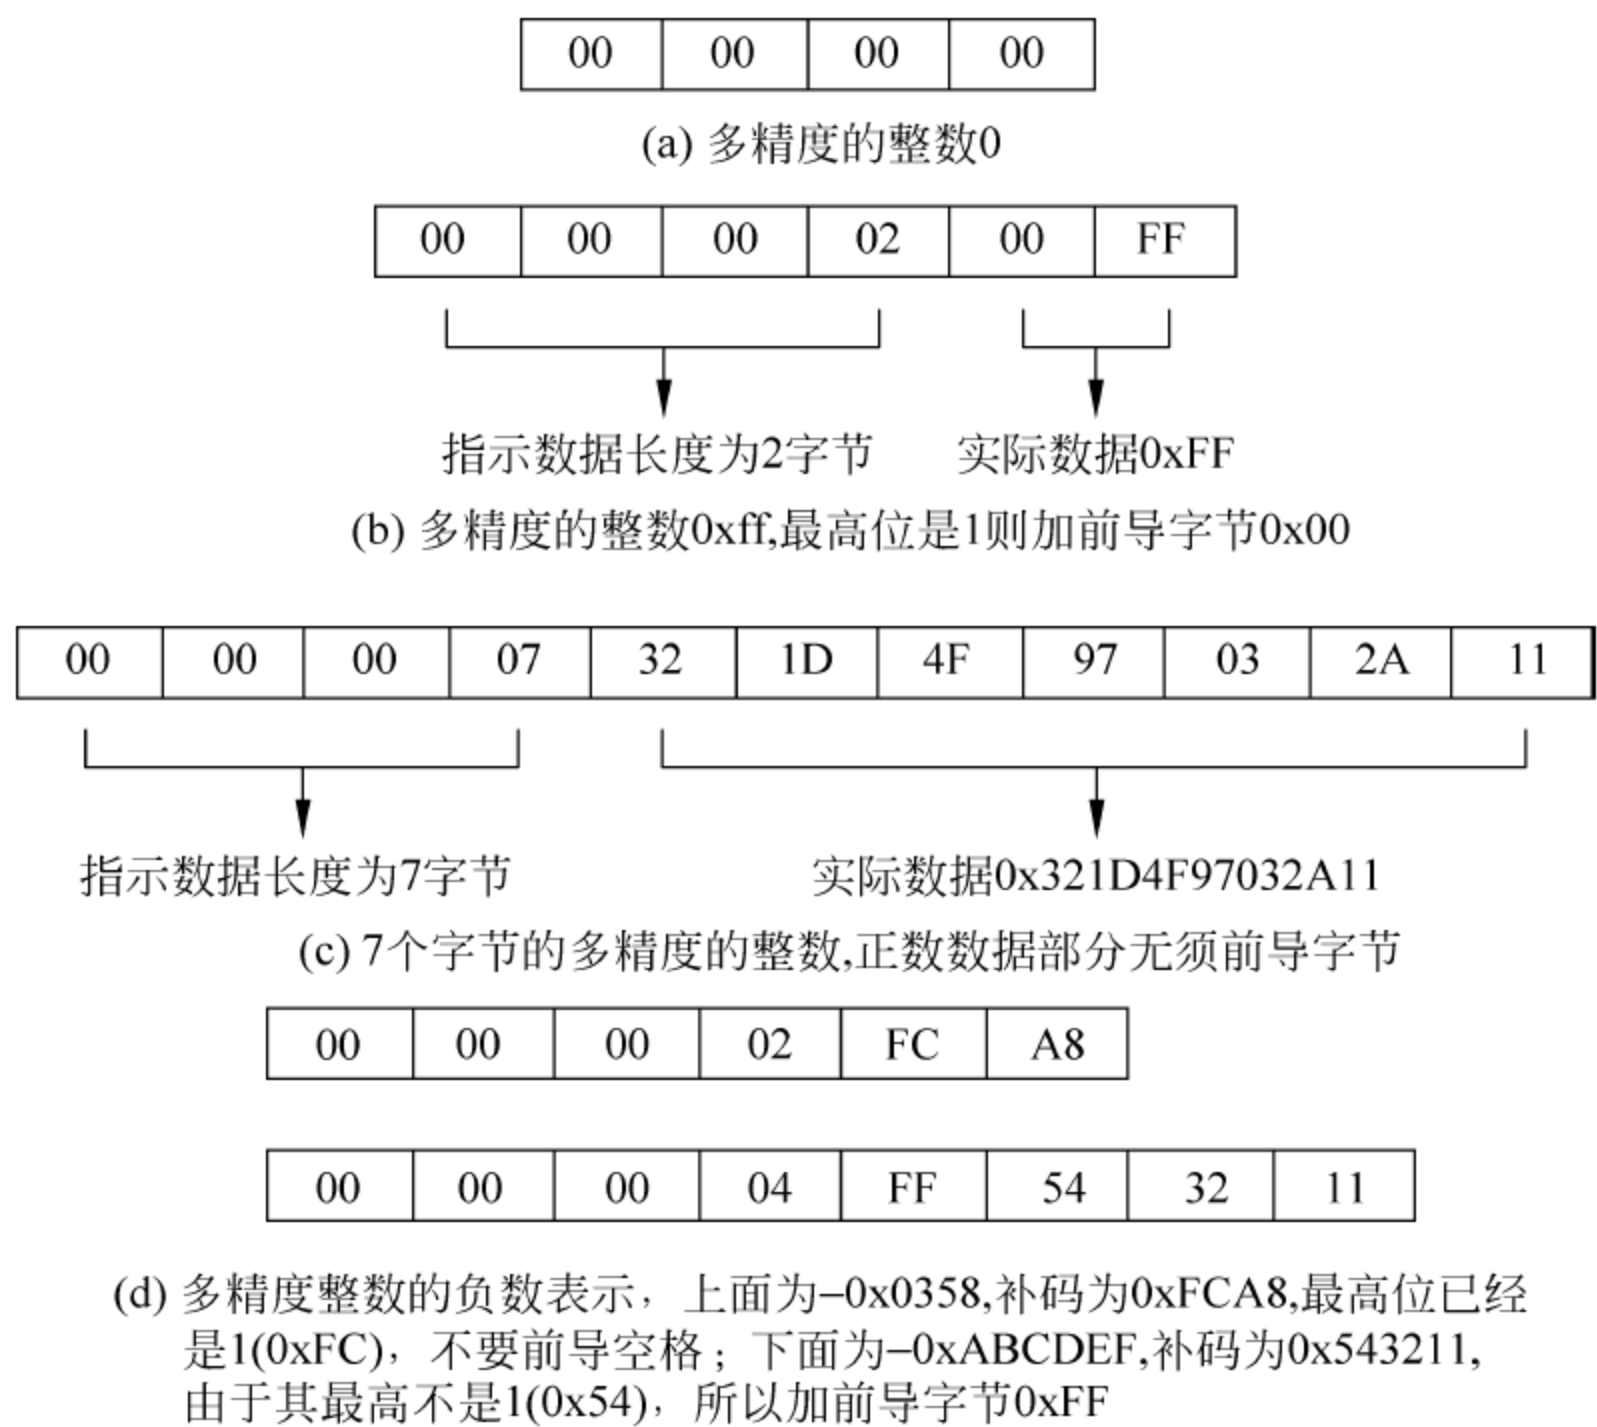 00 00 00 00
(a) 多精度的整数0
00 00 00 02 00 FF
指示数据长度为2字节 实际数据0xFF
(b) 多精度的整数0xff,最高位是1则加前导字节0x00
00 00 00 07 32 1D 4F 97 03 2A 11
指示数据长度为7字节 实际数据0x321D4F97032A11
(c) 7个字节的多精度的整数,正数数据部分无须前导字节
00 00 00 02 FC A8
00 00 00 04 FF 54 32 11
(d) 多精度整数的负数表示，上面为–0x0358,补码为0xFCA8,最高位已经
是1(0xFC)，不要前导空格；下面为–0xABCDEF,补码为0x543211,
由于其最高不是1(0x54)，所以加前导字节0xFF